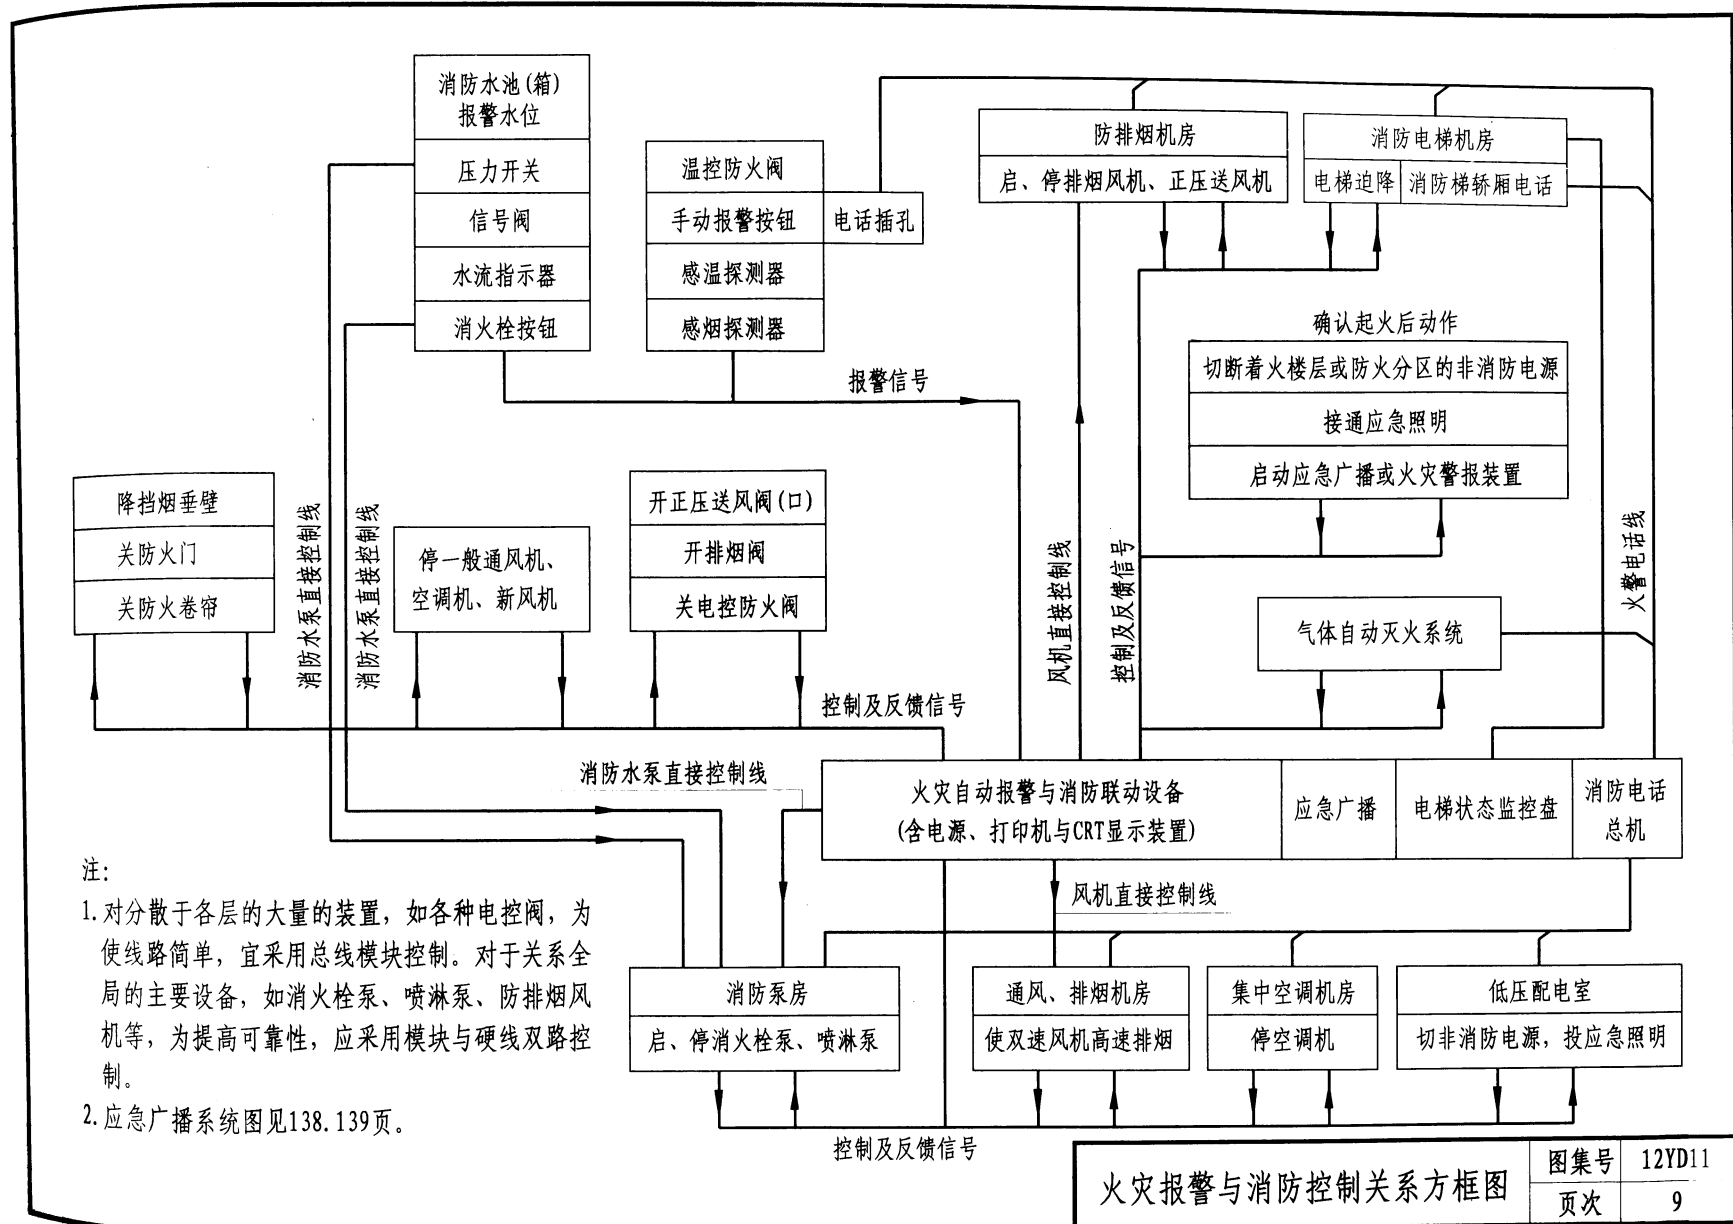 消防水池(箱)
报警水位
压力开关
信号阀
水流指示器
消火栓按钮
温控防火阀
手动报警按钮
电话插孔
感温探测器
感烟探测器
防排烟机房
启、停排烟风机、正压送风机
消防电梯机房
电梯迫降
消防梯轿厢电话
报警信号
确认起火后动作
切断着火楼层或防火分区的非消防电源
接通应急照明
启动应急广播或火灾警报装置
降挡烟垂壁
关防火门
关防火卷帘
消防水泵直接控制线
消防水泵直接控制线
停一般通风机、
空调机、新风机
开正压送风阀(口)
开排烟阀
关电控防火阀
风机直接控制线
控制及反馈信号
火警电话线
气体自动灭火系统
控制及反馈信号
消防水泵直接控制线
火灾自动报警与消防联动设备
(含电源、打印机与CRT显示装置)
应急广播
电梯状态监控盘
消防电话
总机
风机直接控制线
消防泵房
启、停消火栓泵、喷淋泵
通风、排烟机房
使双速风机高速排烟
集中空调机房
停空调机
低压配电室
切非消防电源，投应急照明
控制及反馈信号
注：
1.对分散于各层的大量的装置，如各种电控阀，为
使线路简单，宜采用总线模块控制。对于关系全
局的主要设备，如消火栓泵、喷淋泵、防排烟风
机等，为提高可靠性，应采用模块与硬线双路控
制。
2.应急广播系统图见138.139页。
火灾报警与消防控制关系方框图
图集号 12YD11
页次 9